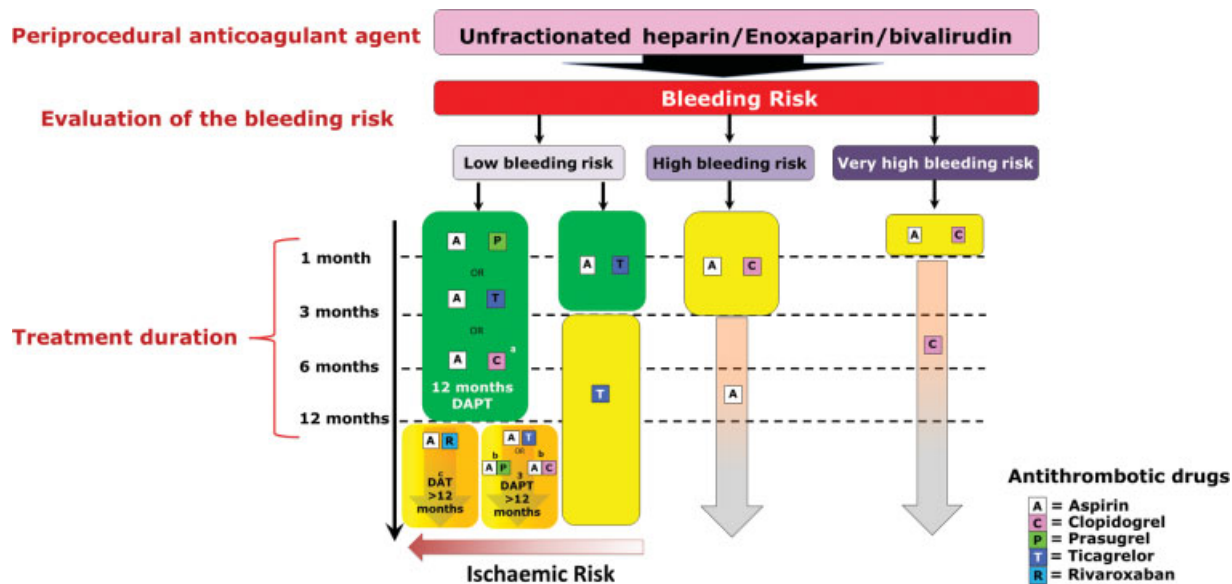 Periprocedural anticoagulant agent
Unfractionated heparin/Enoxaparin/bivalirudin
Bleeding Risk
Evaluation of the bleeding risk
Low bleeding risk
High bleeding risk
Very high bleeding risk
A P
A C
1 month
OR
A T
A C
A T
3 months
Treatment duration
OR
C
A C a
6 months
12 months
DAPT
T
A
12 months
A R
A T
OR
b b
A P A C
c
DAT
>12
months
3
DAPT
>12
months
Ischaemic Risk
Antithrombotic drugs
A = Aspirin
C = Clopidogrel
P = Prasugrel
T = Ticagrelor
R = Rivaroxaban